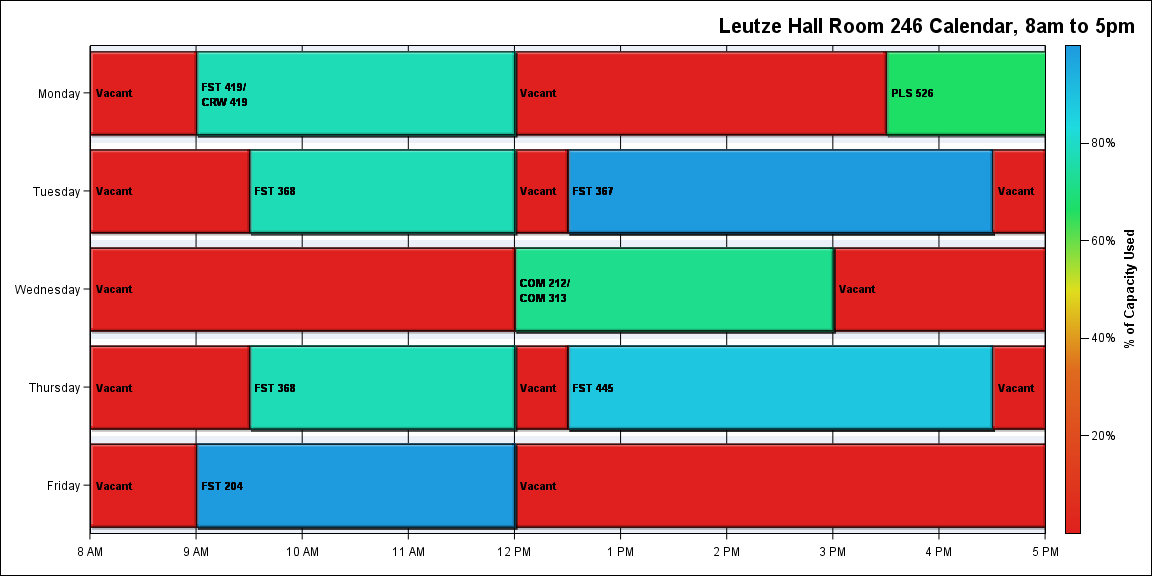 Leutze Hall Room 246 Calendar, 8am to 5pm
Monday
Vacant
FST 419/
CRW 419
Vacant
PLS 526
Tuesday
Vacant
FST 368
Vacant
FST 367
Vacant
Wednesday
Vacant
COM 212/
COM 313
Vacant
Thursday
Vacant
FST 368
Vacant
FST 445
Vacant
Friday
Vacant
FST 204
Vacant
8 AM
9 AM
10 AM
11 AM
12 PM
1 PM
2 PM
3 PM
4 PM
5 PM
80%
60%
40%
20%
% of Capacity Used